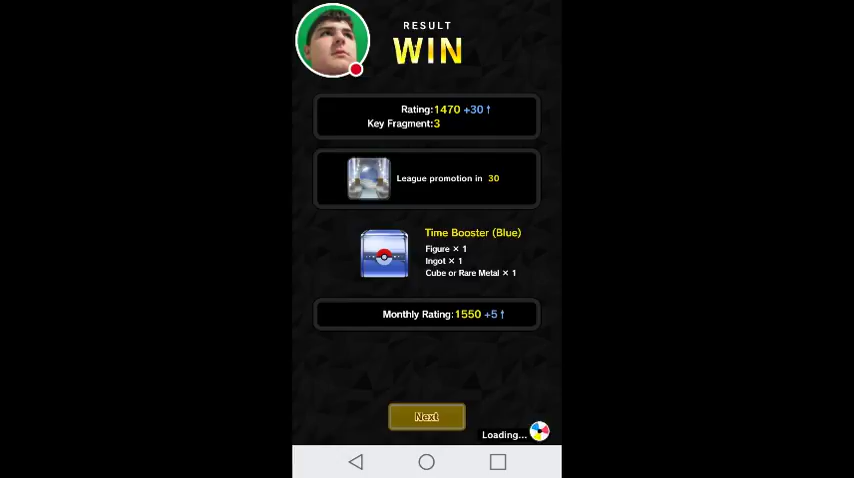 RESULT
WIN
Rating:1470 +30↑
Key Fragment:3
League promotion in 30
Time Booster (Blue)
Figure × 1
Ingot × 1
Cube or Rare Metal × 1
Monthly Rating:1550 +5↑
Next
Loading...